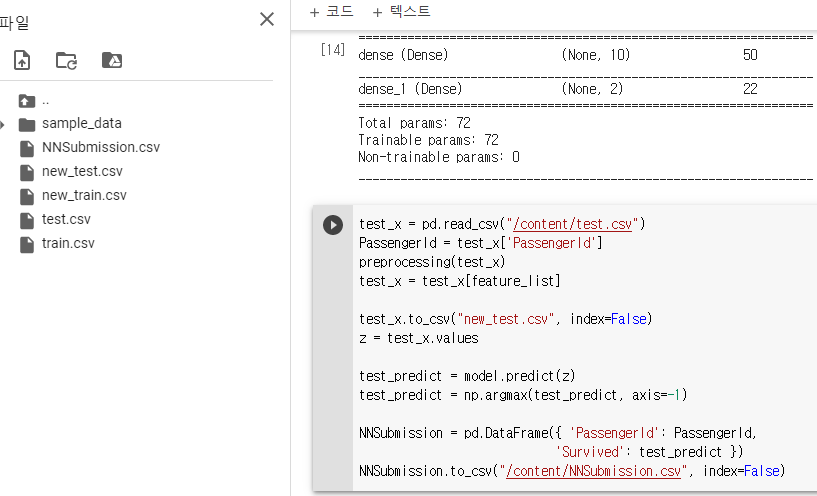 파일
..
sample_data
NNSubmission.csv
new_test.csv
new_train.csv
test.csv
train.csv
+ 코드 + 텍스트
[14]
================================================================
dense (Dense) (None, 10) 50
________________________________________________________________
dense_1 (Dense) (None, 2) 22
================================================================
Total params: 72
Trainable params: 72
Non-trainable params: 0
________________________________________________________________
test_x = pd.read_csv("/content/test.csv")
PassengerId = test_x['PassengerId']
preprocessing(test_x)
test_x = test_x[feature_list]
test_x.to_csv("new_test.csv", index=False)
z = test_x.values
test_predict = model.predict(z)
test_predict = np.argmax(test_predict, axis=-1)
NNSubmission = pd.DataFrame({ 'PassengerId': PassengerId,
'Survived': test_predict })
NNSubmission.to_csv("/content/NNSubmission.csv", index=False)